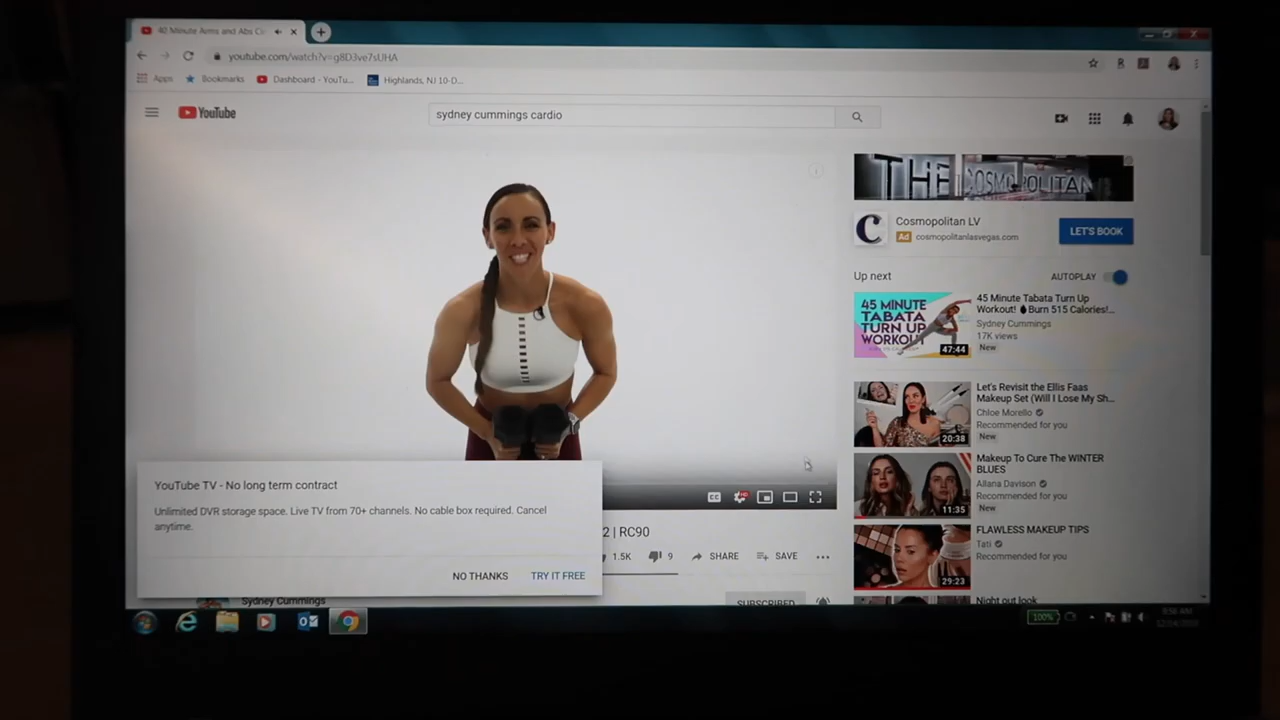 40 Minute Arms and Abs
youtube.com/watch?v=g8D3ve7sUHA
Apps Bookmarks Dashboard - YouTu... Highlands, NJ 10-D...
YouTube
sydney cummings cardio
THE COSMOPOLITAN
Cosmopolitan LV
Ad cosmopolitanlasvegas.com
LET'S BOOK
Up next
AUTOPLAY
45 MINUTE
TABATA
TURN UP
WORKOUT
47:44
45 Minute Tabata Turn Up
Workout! Burn 515 Calories!...
Sydney Cummings
17K views
New
20:38
Let's Revisit the Ellis Faas
Makeup Set (Will I Lose My Sh...
Chloe Morello
Recommended for you
New
11:35
Makeup To Cure The WINTER
BLUES
Allana Davison
Recommended for you
New
29:23
FLAWLESS MAKEUP TIPS
Tati
Recommended for you
Night out look
CC HD
2 | RC90
1.5K 9 SHARE SAVE
YouTube TV - No long term contract
Unlimited DVR storage space. Live TV from 70+ channels. No cable box required. Cancel
anytime.
NO THANKS TRY IT FREE
Sydney Cummings
SUBSCRIBED
100%